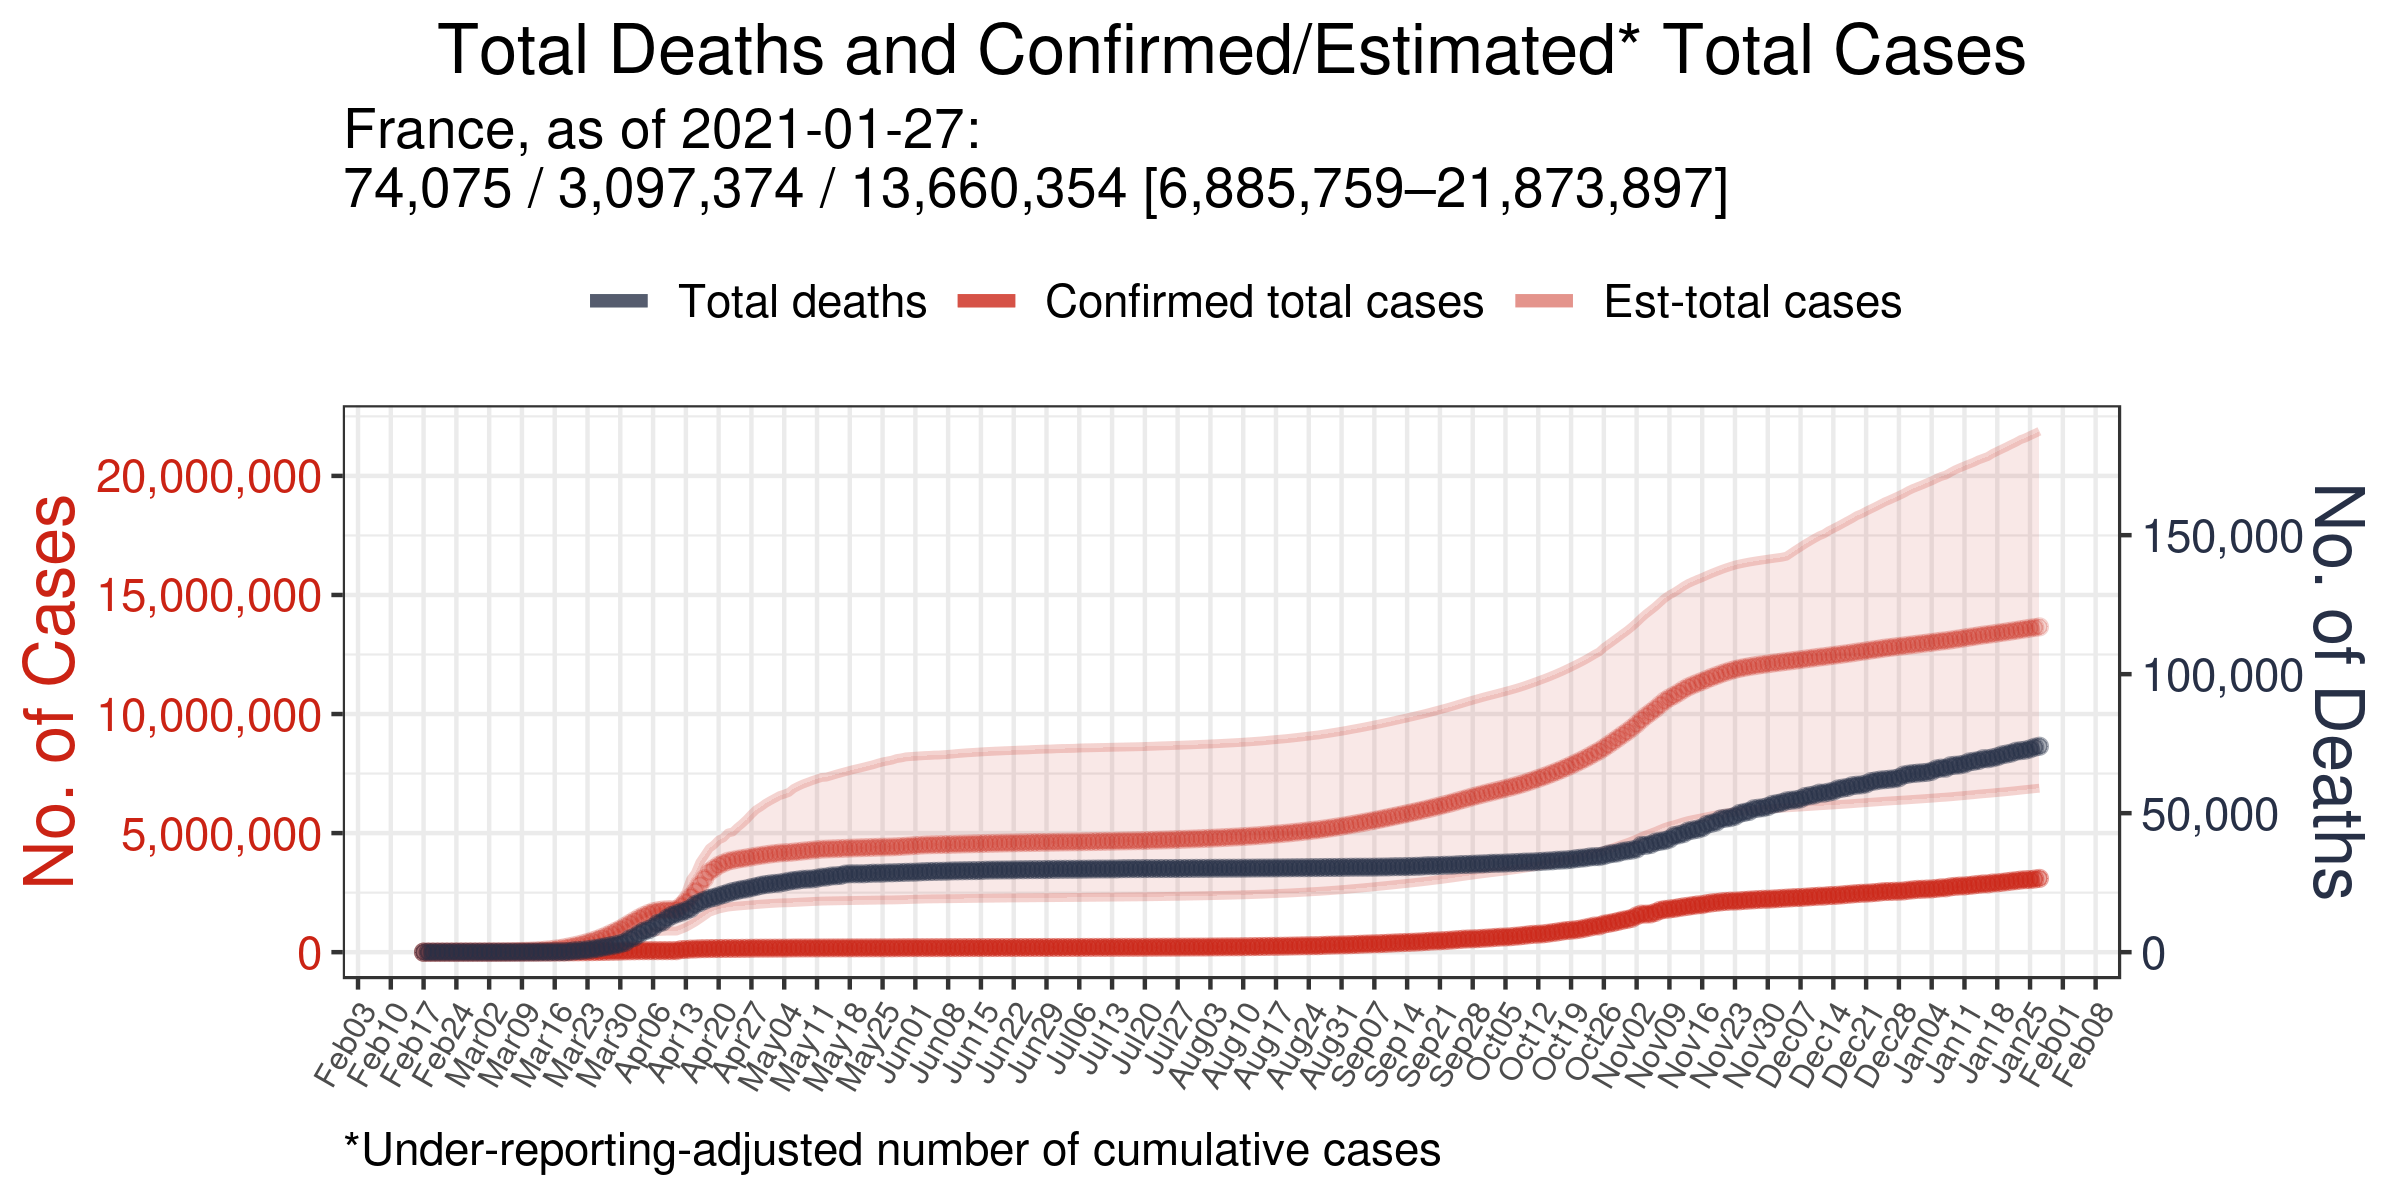 Total Deaths and Confirmed/Estimated* Total Cases
France, as of 2021-01-27:
74,075 / 3,097,374 / 13,660,354 [6,885,759–21,873,897]
Total deaths
Confirmed total cases
Est-total cases
No. of Cases
20,000,000
15,000,000
10,000,000
5,000,000
0
150,000
100,000
50,000
0
No. of Deaths
Feb03
Feb10
Feb17
Feb24
Mar02
Mar09
Mar16
Mar23
Mar30
Apr06
Apr13
Apr20
Apr27
May04
May11
May18
May25
Jun01
Jun08
Jun15
Jun22
Jun29
Jul06
Jul13
Jul20
Jul27
Aug03
Aug10
Aug17
Aug24
Aug31
Sep07
Sep14
Sep21
Sep28
Oct05
Oct12
Oct19
Oct26
Nov02
Nov09
Nov16
Nov23
Nov30
Dec07
Dec14
Dec21
Dec28
Jan04
Jan11
Jan18
Jan25
Feb01
Feb08
*Under-reporting-adjusted number of cumulative cases